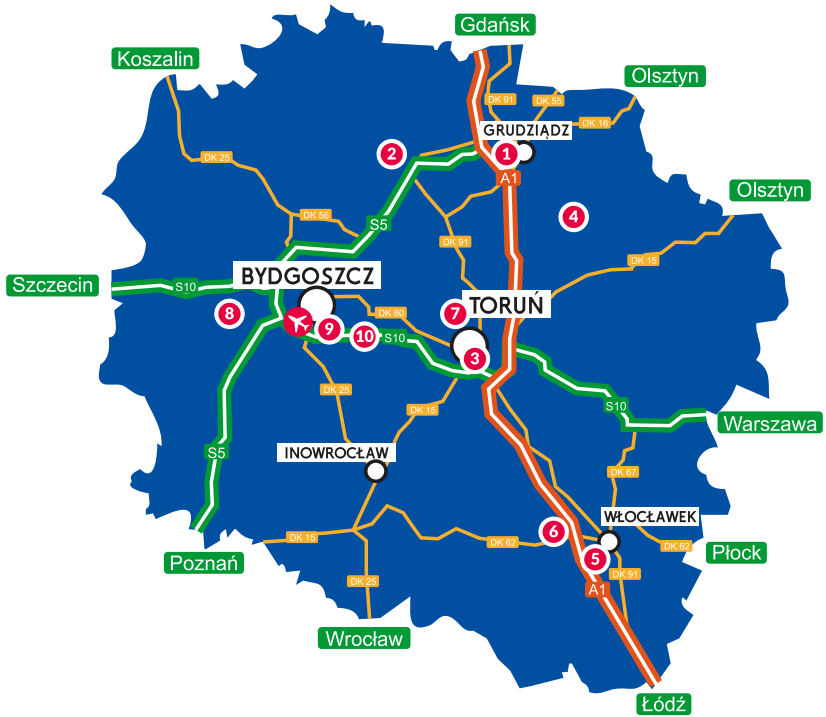 Gdańsk
Koszalin
Olsztyn
DK 91
DK 55
DK 16
GRUDZIĄDZ
2
1
DK 25
A1
Olsztyn
DK 56
S5
4
DK 91
DK 15
BYDGOSZCZ
Szczecin
S10
TORUŃ
8
DK 80
7
9
10
S10
3
DK 25
DK 15
S10
Warszawa
S5
INOWROCŁAW
DK 67
WŁOCŁAWEK
6
DK 15
DK 62
DK 62
Płock
5
Poznań
DK 91
DK 25
A1
Wrocław
Łódź